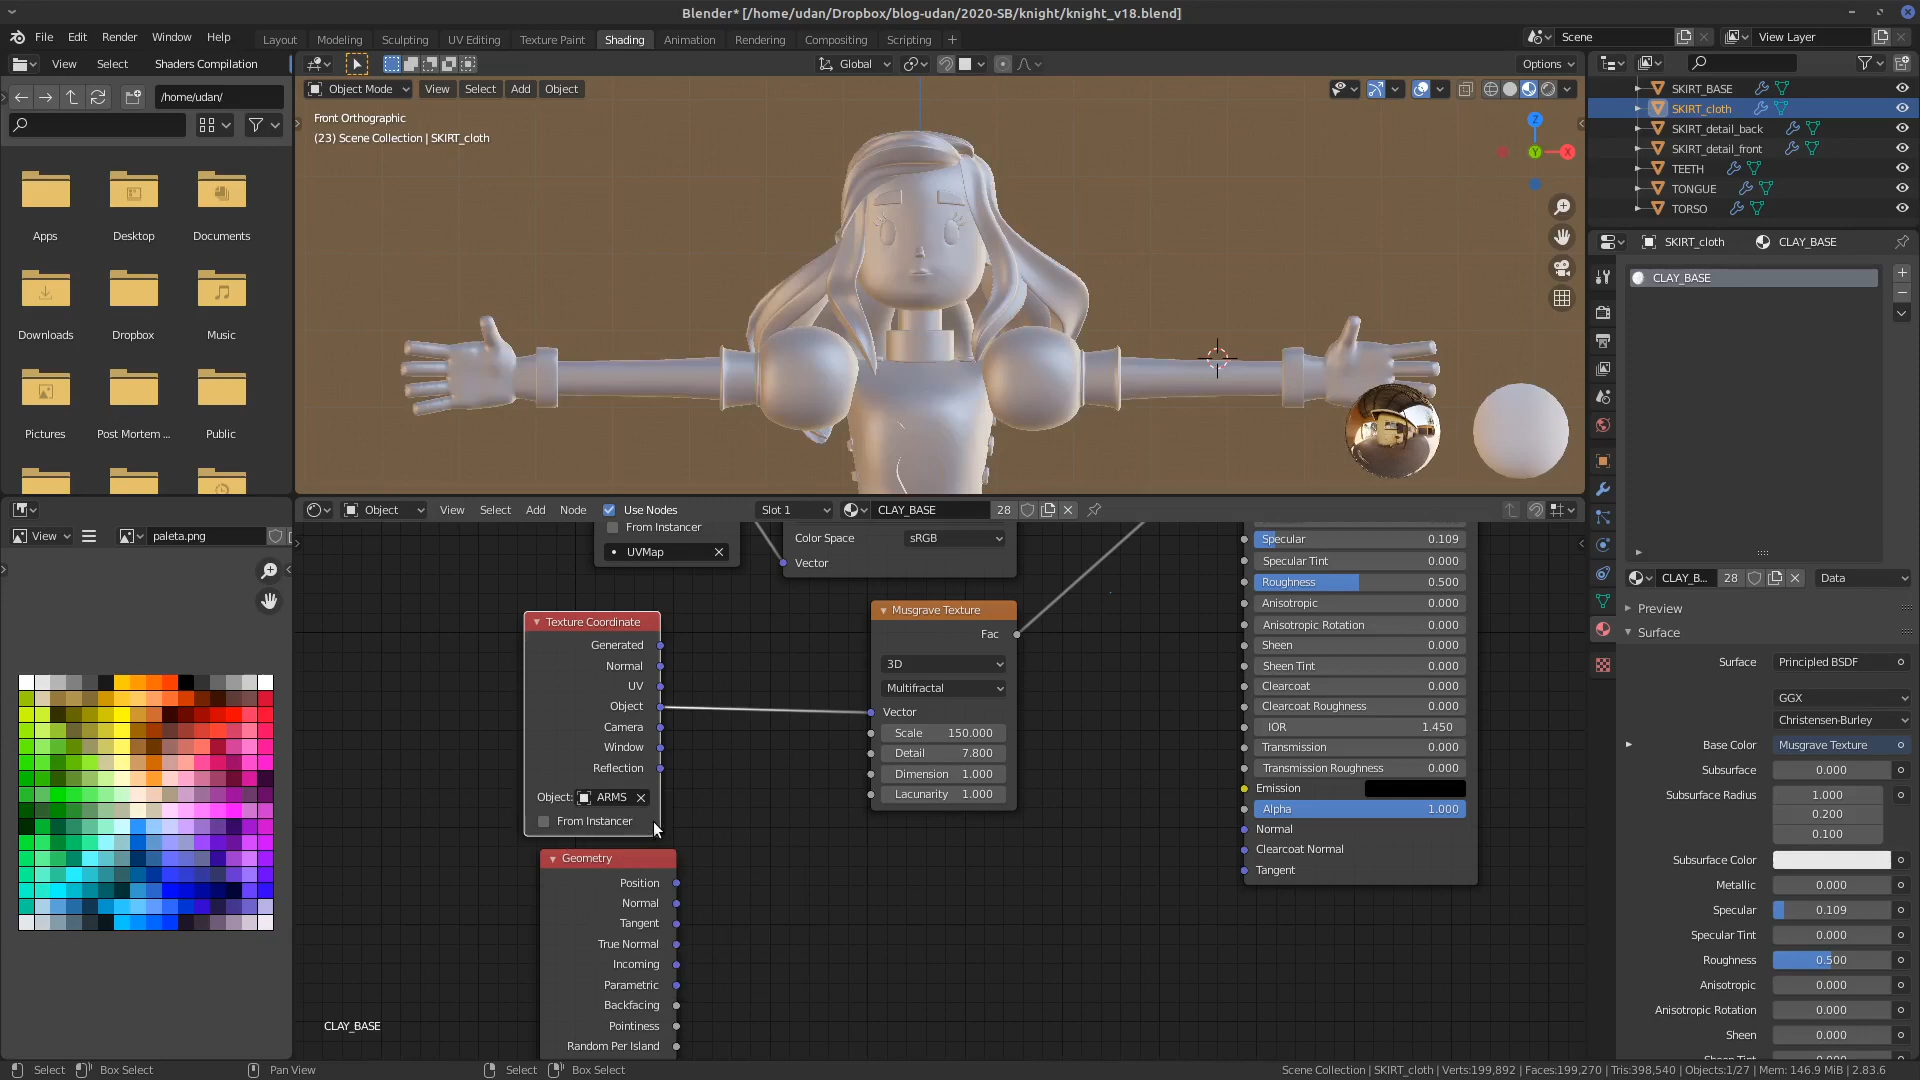 Blender* [/home/udan/Dropbox/blog-udan/2020-SB/knight/knight_v18.blend]
File Edit Render Window Help
Layout Modeling Sculpting UV Editing Texture Paint Shading Animation Rendering Compositing Scripting +
Scene
View Layer
View Select Shaders Compilation
Global
Options
/home/udan/
Object Mode View Select Add Object
Front Orthographic
(23) Scene Collection | SKIRT_cloth
Z
Y
X
Apps Desktop Documents
Downloads Dropbox Music
Pictures Post Mortem ... Public
SKIRT_BASE
SKIRT_cloth
SKIRT_detail_back
SKIRT_detail_front
TEETH
TONGUE
TORSO
SKIRT_cloth CLAY_BASE
CLAY_BASE
CLAY_B... 28 Data
Preview
Surface
Surface Principled BSDF
GGX
Christensen-Burley
Base Color Musgrave Texture
Subsurface 0.000
Subsurface Radius 1.000
0.200
0.100
Subsurface Color
Metallic 0.000
Specular 0.109
Specular Tint 0.000
Roughness 0.500
Anisotropic 0.000
Anisotropic Rotation 0.000
Sheen 0.000
View paleta.png
Object View Select Add Node Use Nodes Slot 1 CLAY_BASE 28
From Instancer
UVMap
Color Space sRGB
Vector
Texture Coordinate
Generated
Normal
UV
Object
Camera
Window
Reflection
Object: ARMS
From Instancer
Geometry
Position
Normal
Tangent
True Normal
Incoming
Parametric
Backfacing
Pointiness
Random Per Island
Musgrave Texture
Fac
3D
Multifractal
Vector
Scale 150.000
Detail 7.800
Dimension 1.000
Lacunarity 1.000
Specular 0.109
Specular Tint 0.000
Roughness 0.500
Anisotropic 0.000
Anisotropic Rotation 0.000
Sheen 0.000
Sheen Tint 0.000
Clearcoat 0.000
Clearcoat Roughness 0.000
IOR 1.450
Transmission 0.000
Transmission Roughness 0.000
Emission
Alpha 1.000
Normal
Clearcoat Normal
Tangent
CLAY_BASE
Select Box Select Pan View Select Box Select
Scene Collection | SKIRT_cloth | Verts:199,892 | Faces:199,270 | Tris:398,540 | Objects:1/27 | Mem: 146.9 MiB | 2.83.6